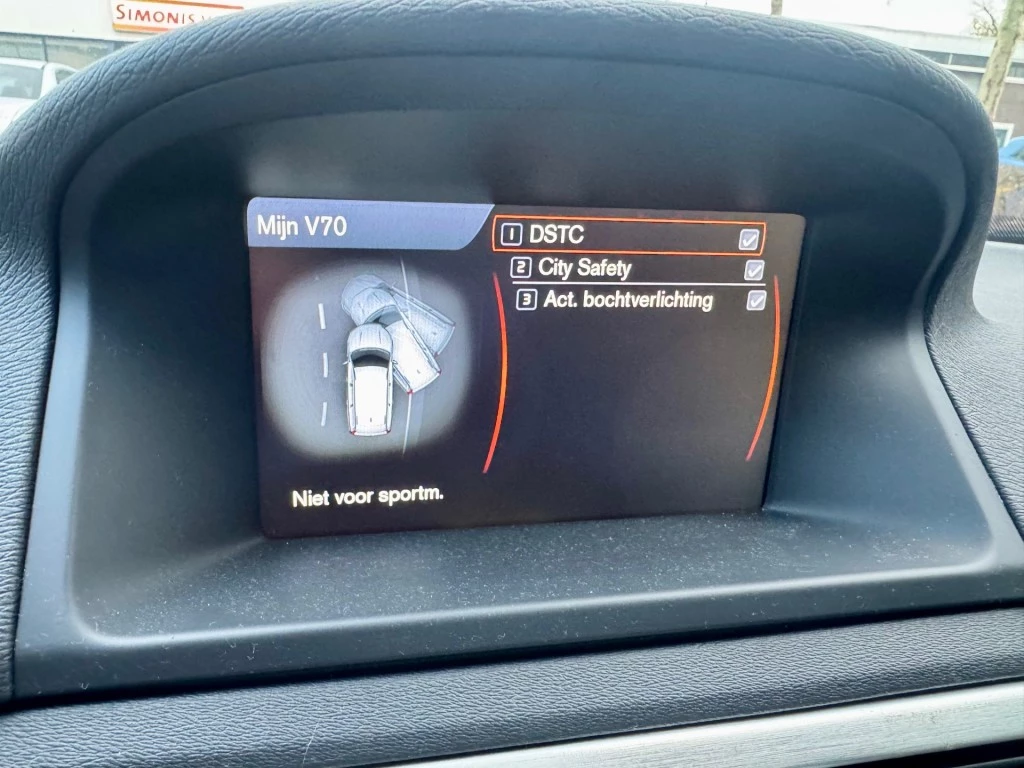 SIMONIS
Mijn V70
1 DSTC
2 City Safety
3 Act. bochtverlichting
Niet voor sportm.